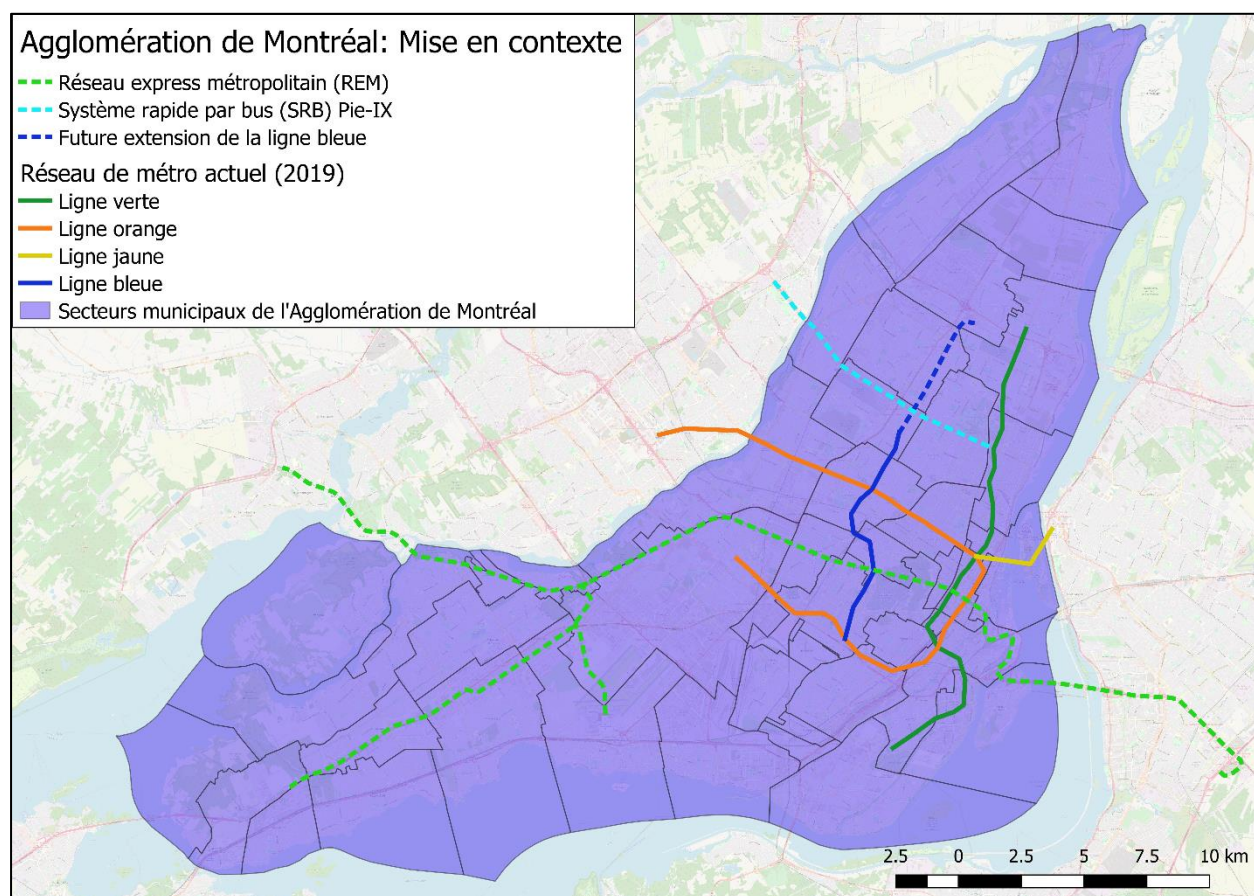 Agglomération de Montréal: Mise en contexte
Réseau express métropolitain (REM)
Système rapide par bus (SRB) Pie-IX
Future extension de la ligne bleue
Réseau de métro actuel (2019)
Ligne verte
Ligne orange
Ligne jaune
Ligne bleue
Secteurs municipaux de l'Agglomération de Montréal
2.5 0 2.5 5 7.5 10 km